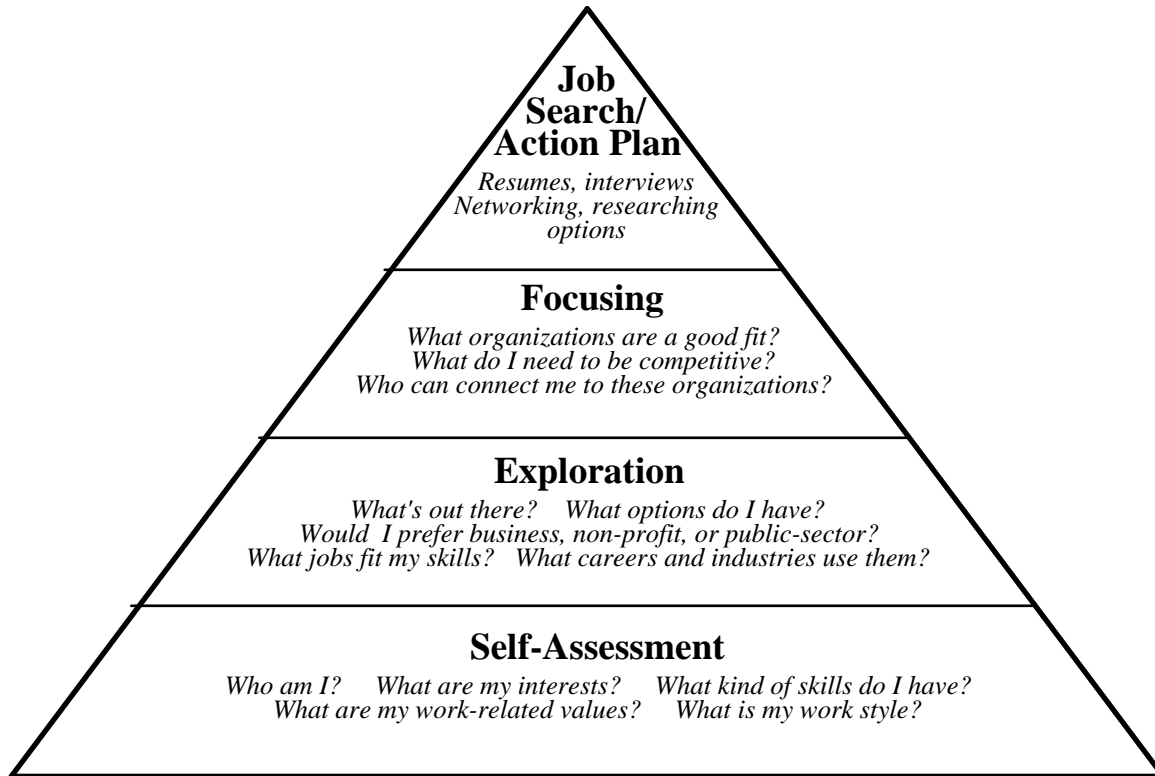 Job
Search/
Action Plan
Resumes, interviews
Networking, researching
options
Focusing
What organizations are a good fit?
What do I need to be competitive?
Who can connect me to these organizations?
Exploration
What's out there? What options do I have?
Would I prefer business, non-profit, or public-sector?
What jobs fit my skills? What careers and industries use them?
Self-Assessment
Who am I? What are my interests? What kind of skills do I have?
What are my work-related values? What is my work style?